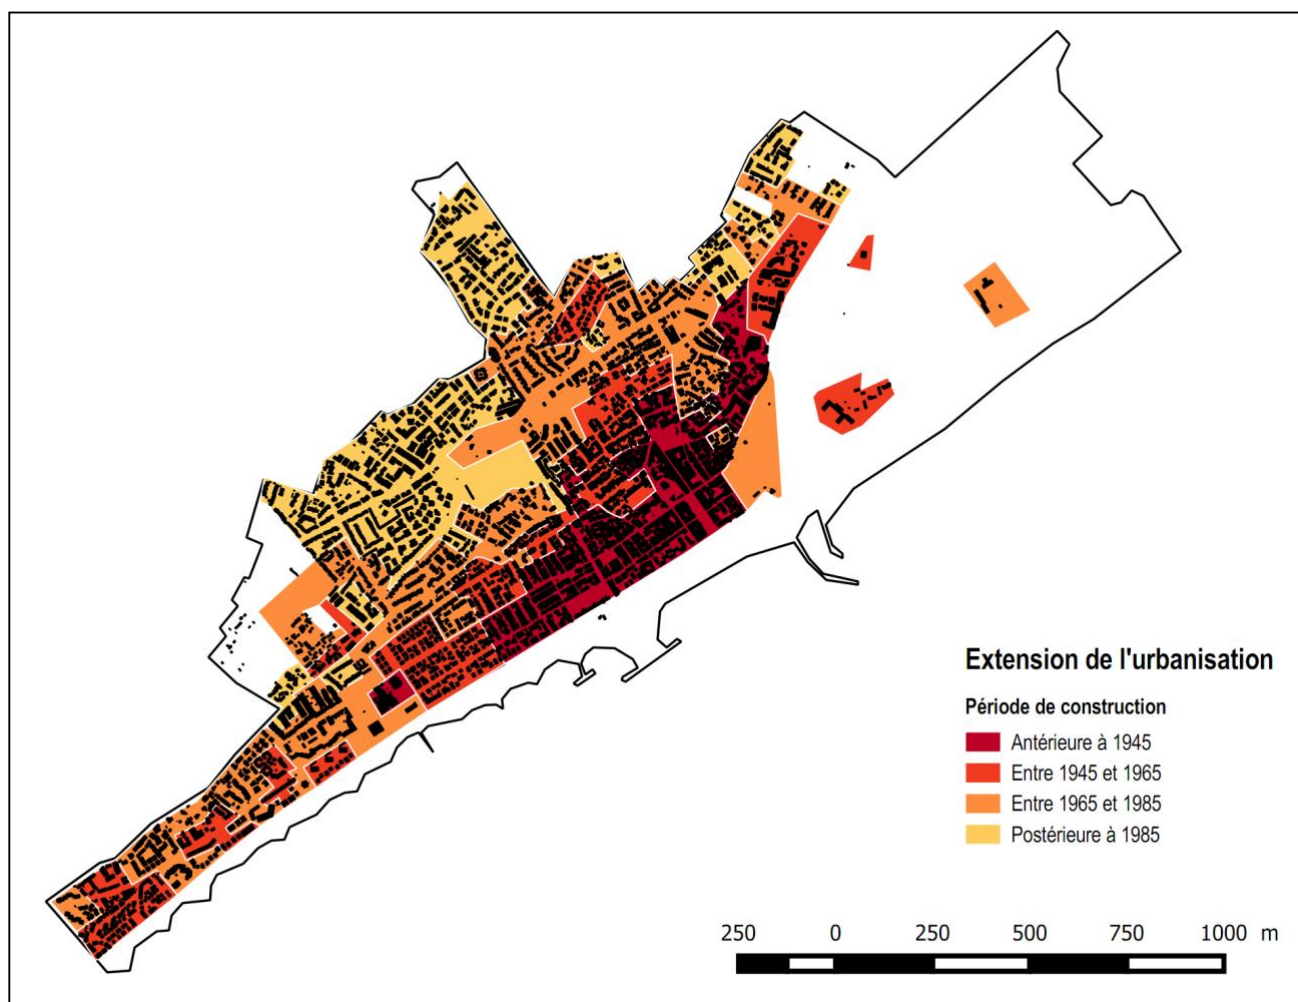 Extension de l'urbanisation
Période de construction
Antérieure à 1945
Entre 1945 et 1965
Entre 1965 et 1985
Postérieure à 1985
250 0 250 500 750 1000 m